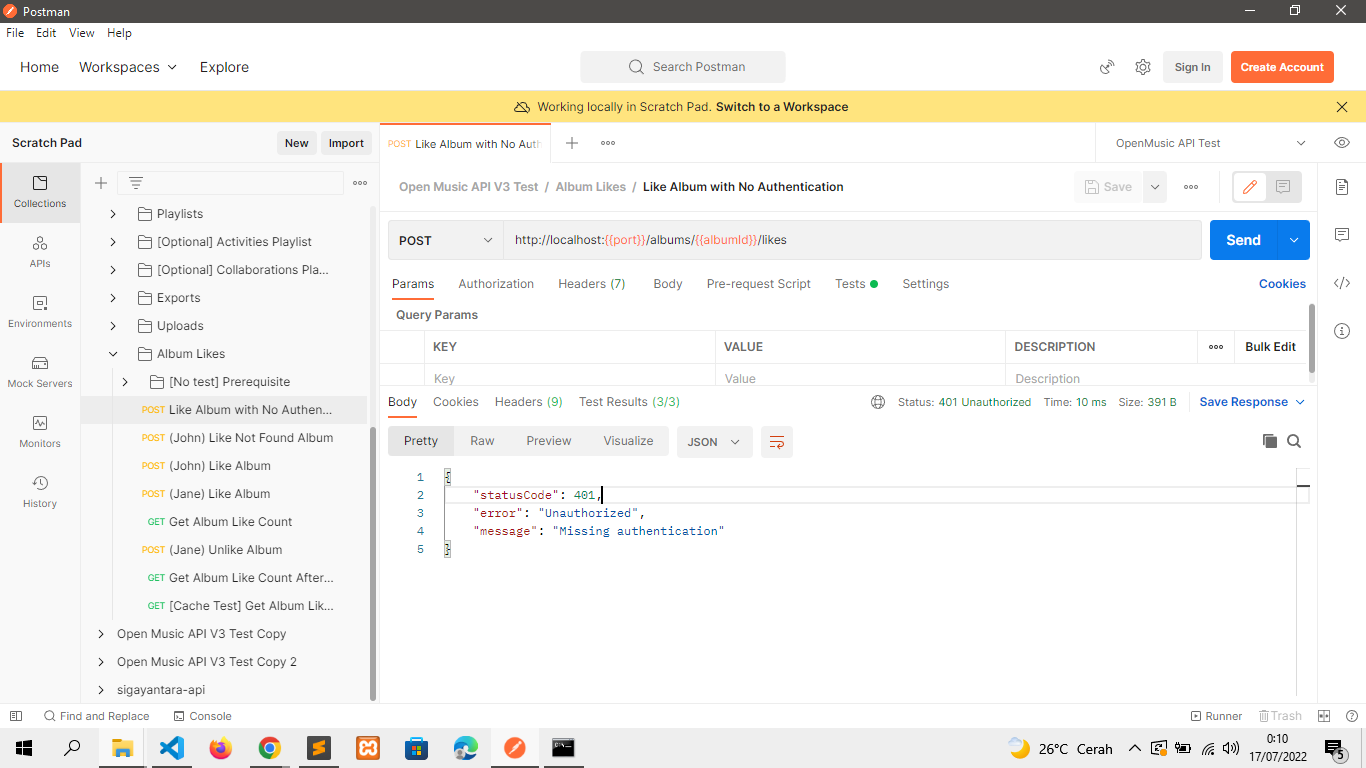 Postman
File Edit View Help
Home Workspaces Explore Search Postman Sign In Create Account
Working locally in Scratch Pad. Switch to a Workspace
Scratch Pad New Import
POST Like Album with No Auth
OpenMusic API Test
Collections
APIs
Environments
Mock Servers
Monitors
History
Playlists
[Optional] Activities Playlist
[Optional] Collaborations Pla...
Exports
Uploads
Album Likes
[No test] Prerequisite
POST Like Album with No Authen...
POST (John) Like Not Found Album
POST (John) Like Album
POST (Jane) Like Album
GET Get Album Like Count
POST (Jane) Unlike Album
GET Get Album Like Count After...
GET [Cache Test] Get Album Lik...
Open Music API V3 Test Copy
Open Music API V3 Test Copy 2
sigayantara-api
Open Music API V3 Test / Album Likes / Like Album with No Authentication
Save
POST http://localhost:{{port}}/albums/{{albumId}}/likes Send
Params Authorization Headers (7) Body Pre-request Script Tests Settings Cookies
Query Params
KEY VALUE DESCRIPTION Bulk Edit
Key Value Description
Body Cookies Headers (9) Test Results (3/3) Status: 401 Unauthorized Time: 10 ms Size: 391 B Save Response
Pretty Raw Preview Visualize JSON
1 {
2 "statusCode": 401,
3 "error": "Unauthorized",
4 "message": "Missing authentication"
5 }
Find and Replace Console Runner Trash
26°C Cerah
0:10
17/07/2022
5